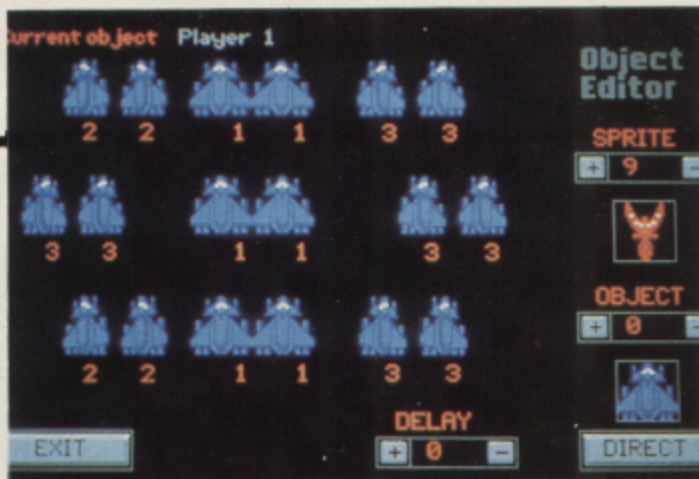 Current object Player 1
Object
Editor
2 2 1 1 3 3
SPRITE
+ 9 -
3 3 1 1 3 3
OBJECT
+ 0 -
2 2 1 1 3 3
DELAY
EXIT
+ 0 -
DIRECT